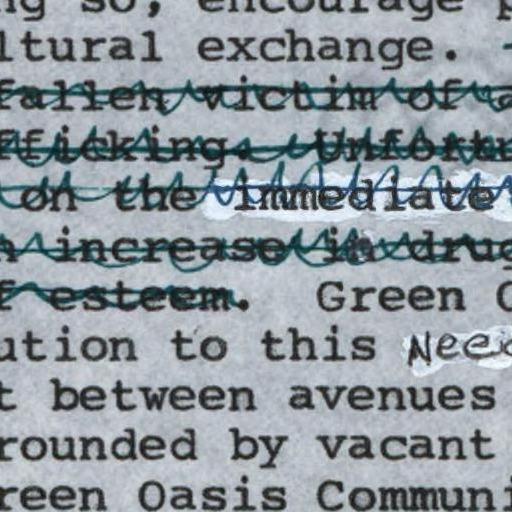 ng so, encourage p
ltural exchange.
fallen victim of a
fficking. Unfortu
on the immediate
n increase in drug
f esteem. Green O
ution to this Need
t between avenues
rounded by vacant
reen Oasis Communi